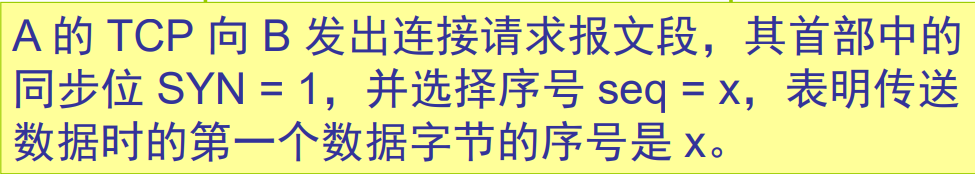 A 的 TCP 向 B 发出连接请求报文段，其首部中的
同步位 SYN = 1，并选择序号 seq = x，表明传送
数据时的第一个数据字节的序号是 x。